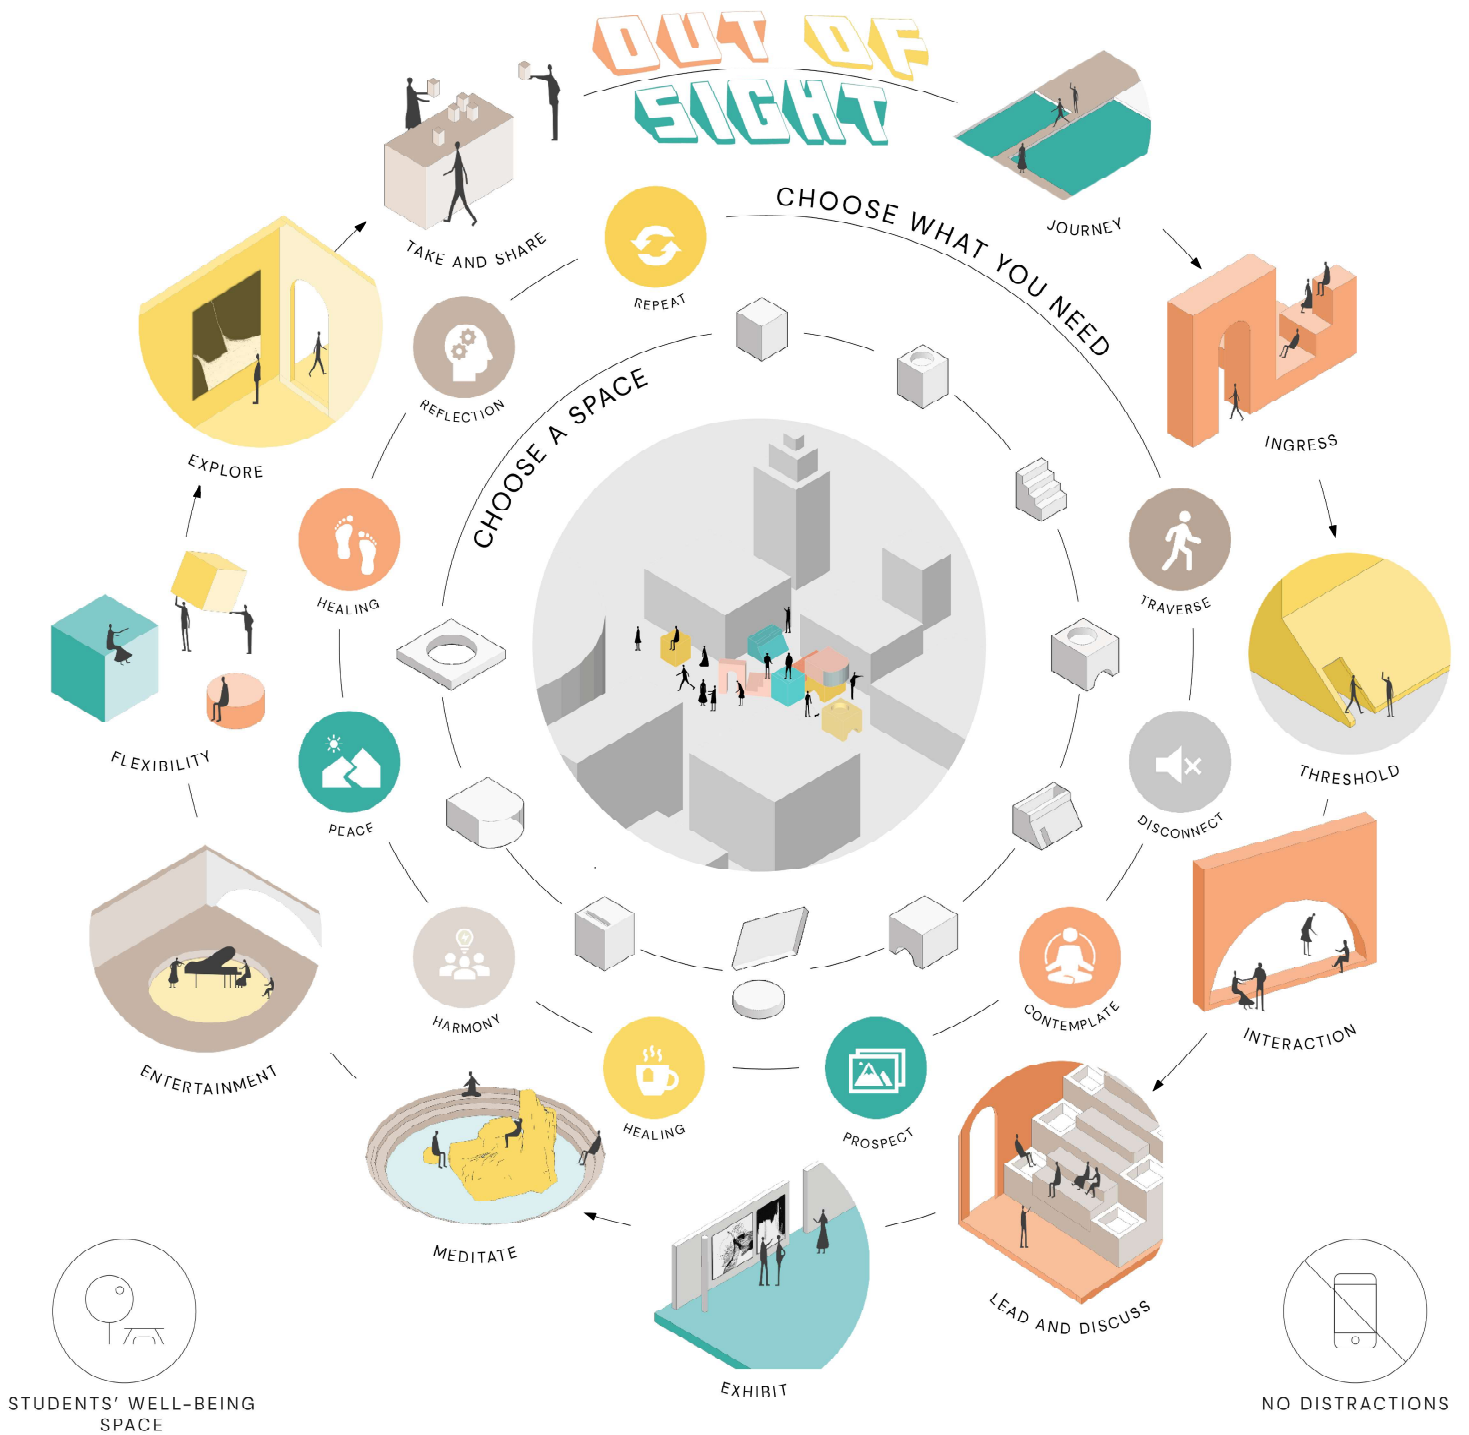 OUT OF
SIGHT
JOURNEY
INGRESS
THRESHOLD
INTERACTION
LEAD AND DISCUSS
EXHIBIT
MEDITATE
ENTERTAINMENT
FLEXIBILITY
EXPLORE
TAKE AND SHARE
CHOOSE WHAT YOU NEED
TRAVERSE
DISCONNECT
CONTEMPLATE
PROSPECT
HEALING
HARMONY
PEACE
HEALING
REFLECTION
REPEAT
CHOOSE A SPACE
STUDENTS' WELL-BEING
SPACE
NO DISTRACTIONS